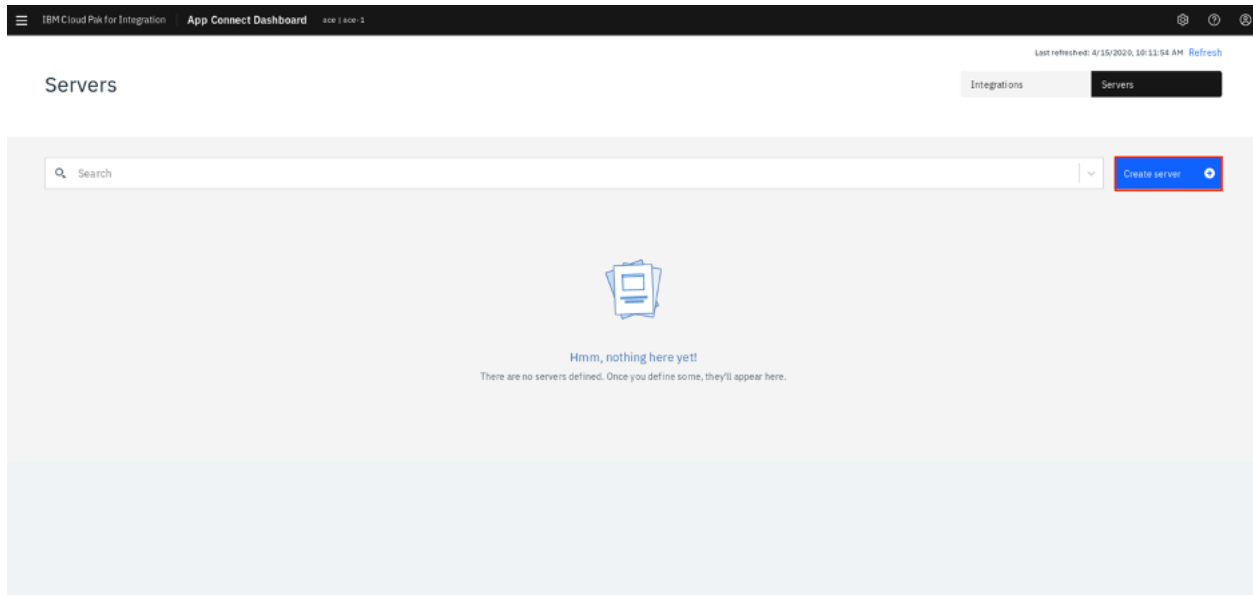 IBM Cloud Pak for Integration App Connect Dashboard ace | ace-1
Last refreshed: 4/15/2020, 10:11:54 AM Refresh
Servers
Integrations Servers
Search Create server
Hmm, nothing here yet!
There are no servers defined. Once you define some, they'll appear here.